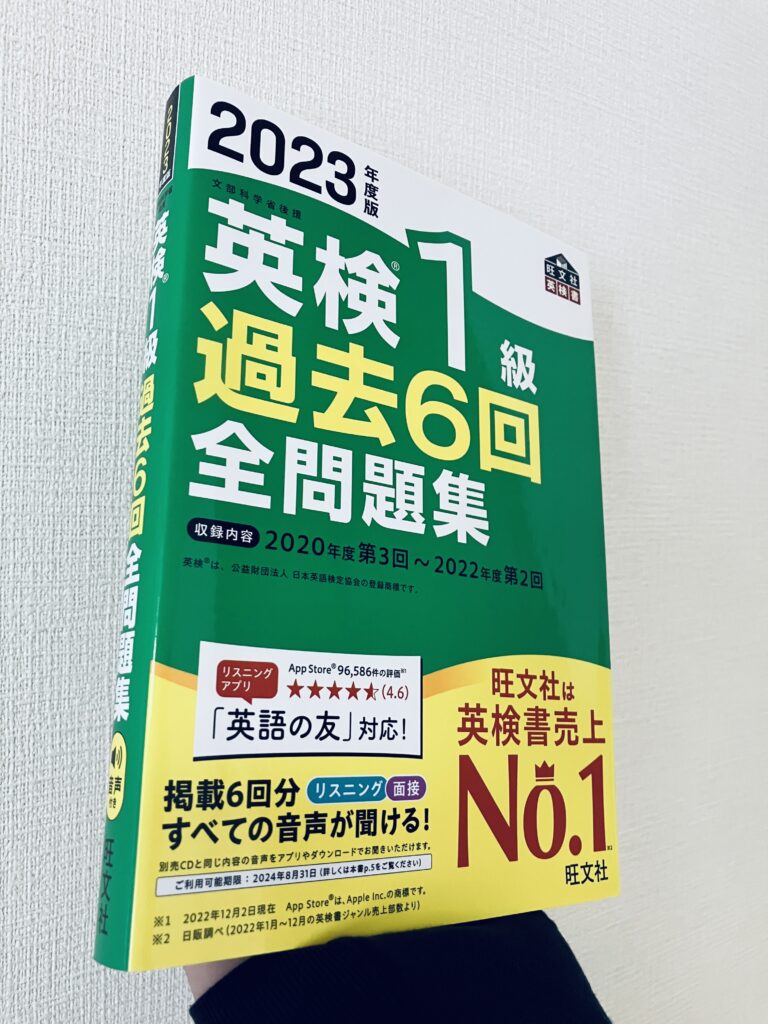 2023年度版
文部科学省後援
英検®1級
過去6回
全問題集
旺文社
英検書
収録内容 2020年度第3回~2022年度第2回
英検®は、公益財団法人 日本英語検定協会の登録商標です。
リスニング
アプリ
App Store® 96,586件の評価※1
★★★★★(4.6)
「英語の友」対応!
旺文社は
英検書売上
No.1※2
旺文社
掲載6回分 リスニング 面接
すべての音声が聞ける!
別売CDと同じ内容の音声をアプリやダウンロードでお聞きいただけます。
ご利用可能期限:2024年8月31日(詳しくは本書p.5をご覧ください)
※1 2022年12月2日現在 App Store®は、Apple Inc.の商標です。
※2 日販調べ(2022年1月~12月の英検書ジャンル売上部数より)
2023
英検®1級 過去6回 全問題集
音声
付き
旺文社